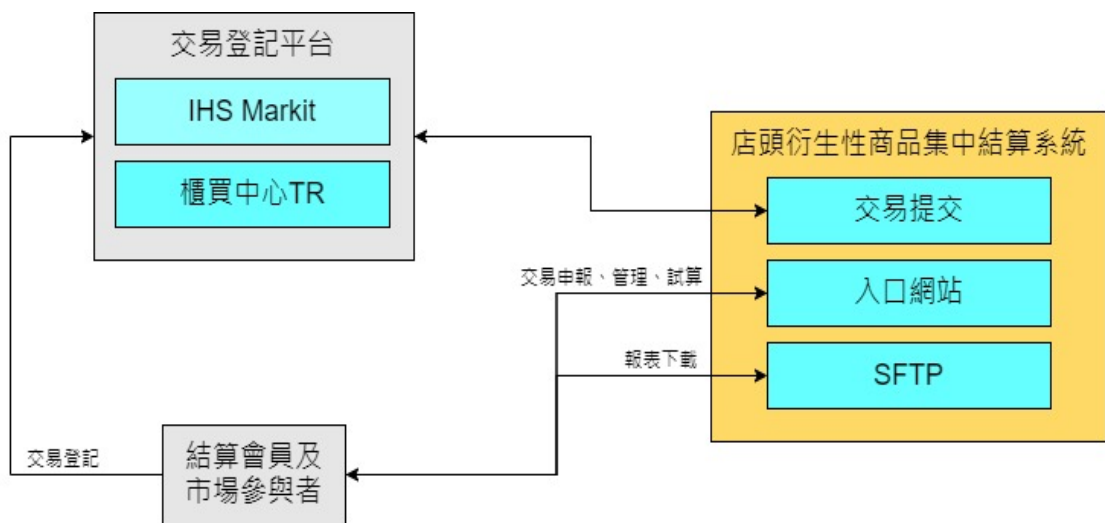 交易登記平台
IHS Markit
櫃買中心TR
店頭衍生性商品集中結算系統
交易提交
交易申報、管理、試算
入口網站
報表下載
SFTP
交易登記
結算會員及
市場參與者